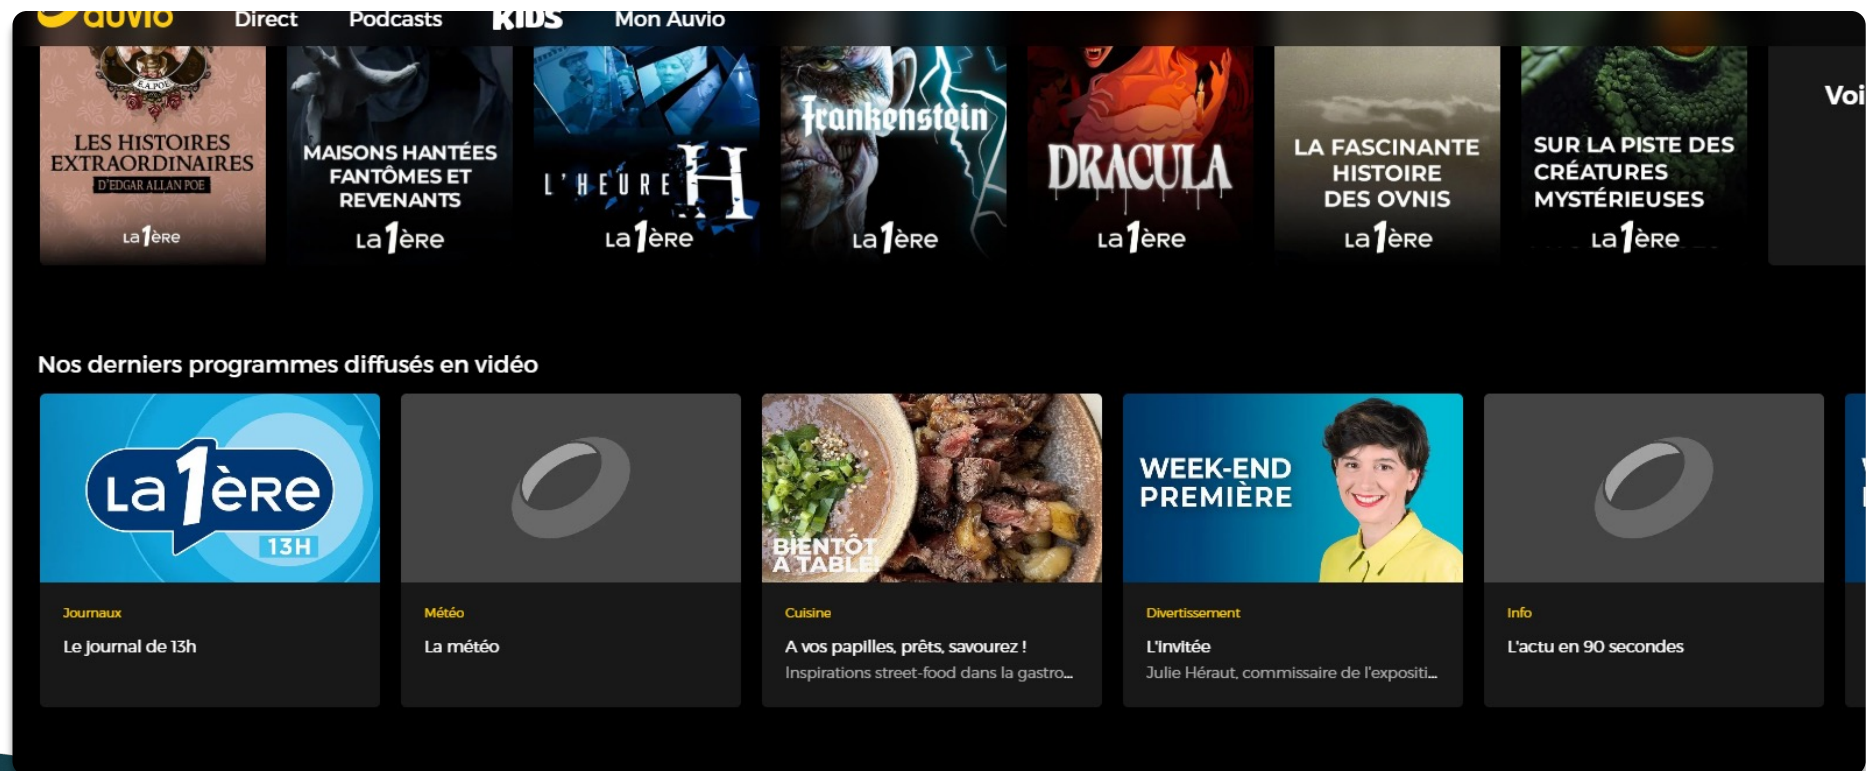 auvio Direct Podcasts KIDS Mon Auvio
E.A.POE
LES HISTOIRES
EXTRAORDINAIRES
D'EDGAR ALLAN POE
La 1ère
MAISONS HANTÉES
FANTÔMES ET
REVENANTS
La 1ère
L'HEURE H
La 1ère
Frankenstein
La 1ère
DRACULA
La 1ère
LA FASCINANTE
HISTOIRE
DES OVNIS
La 1ère
SUR LA PISTE DES
CRÉATURES
MYSTÉRIEUSES
La 1ère
Voi
Nos derniers programmes diffusés en vidéo
La 1ère
13H
Journaux
Le journal de 13h
Météo
La météo
BIENTÔT
A TABLE!
Cuisine
A vos papilles, prêts, savourez !
Inspirations street-food dans la gastro...
WEEK-END
PREMIÈRE
Divertissement
L'invitée
Julie Héraut, commissaire de l'expositi...
Info
L'actu en 90 secondes